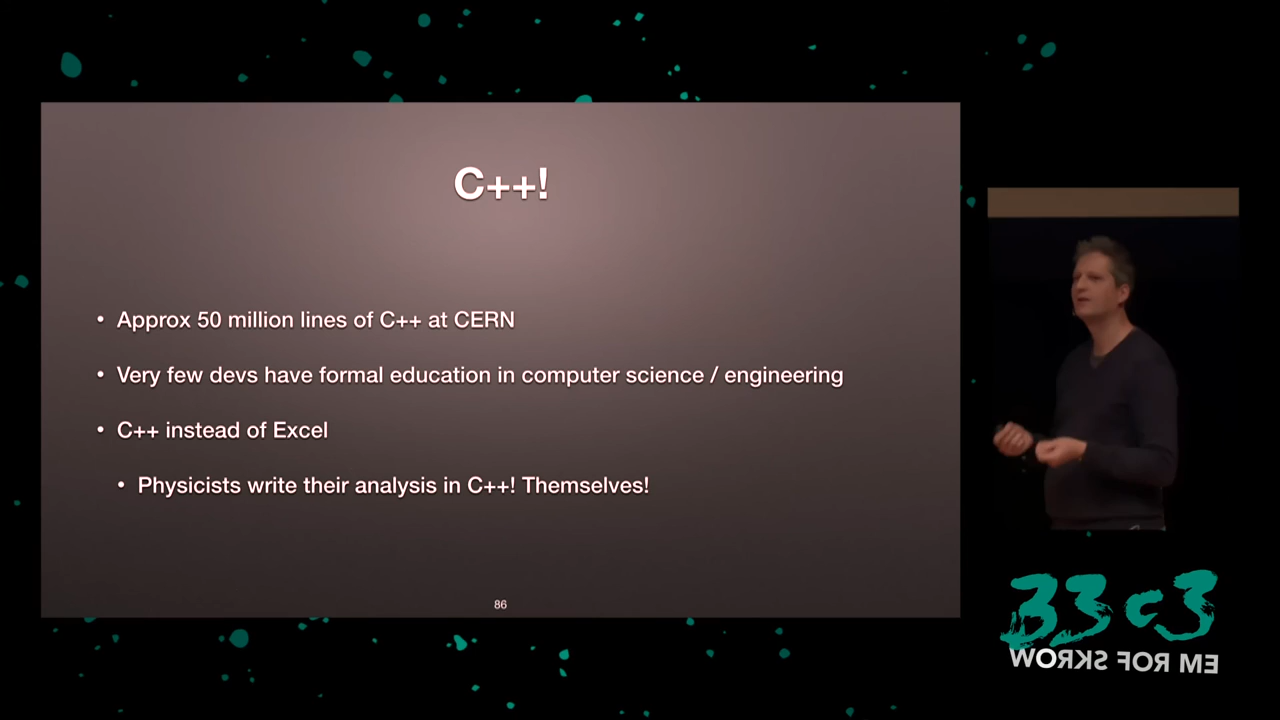 C++!
• Approx 50 million lines of C++ at CERN
• Very few devs have formal education in computer science / engineering
• C++ instead of Excel
• Physicists write their analysis in C++! Themselves!
86
33c3
WORKS FOR ME